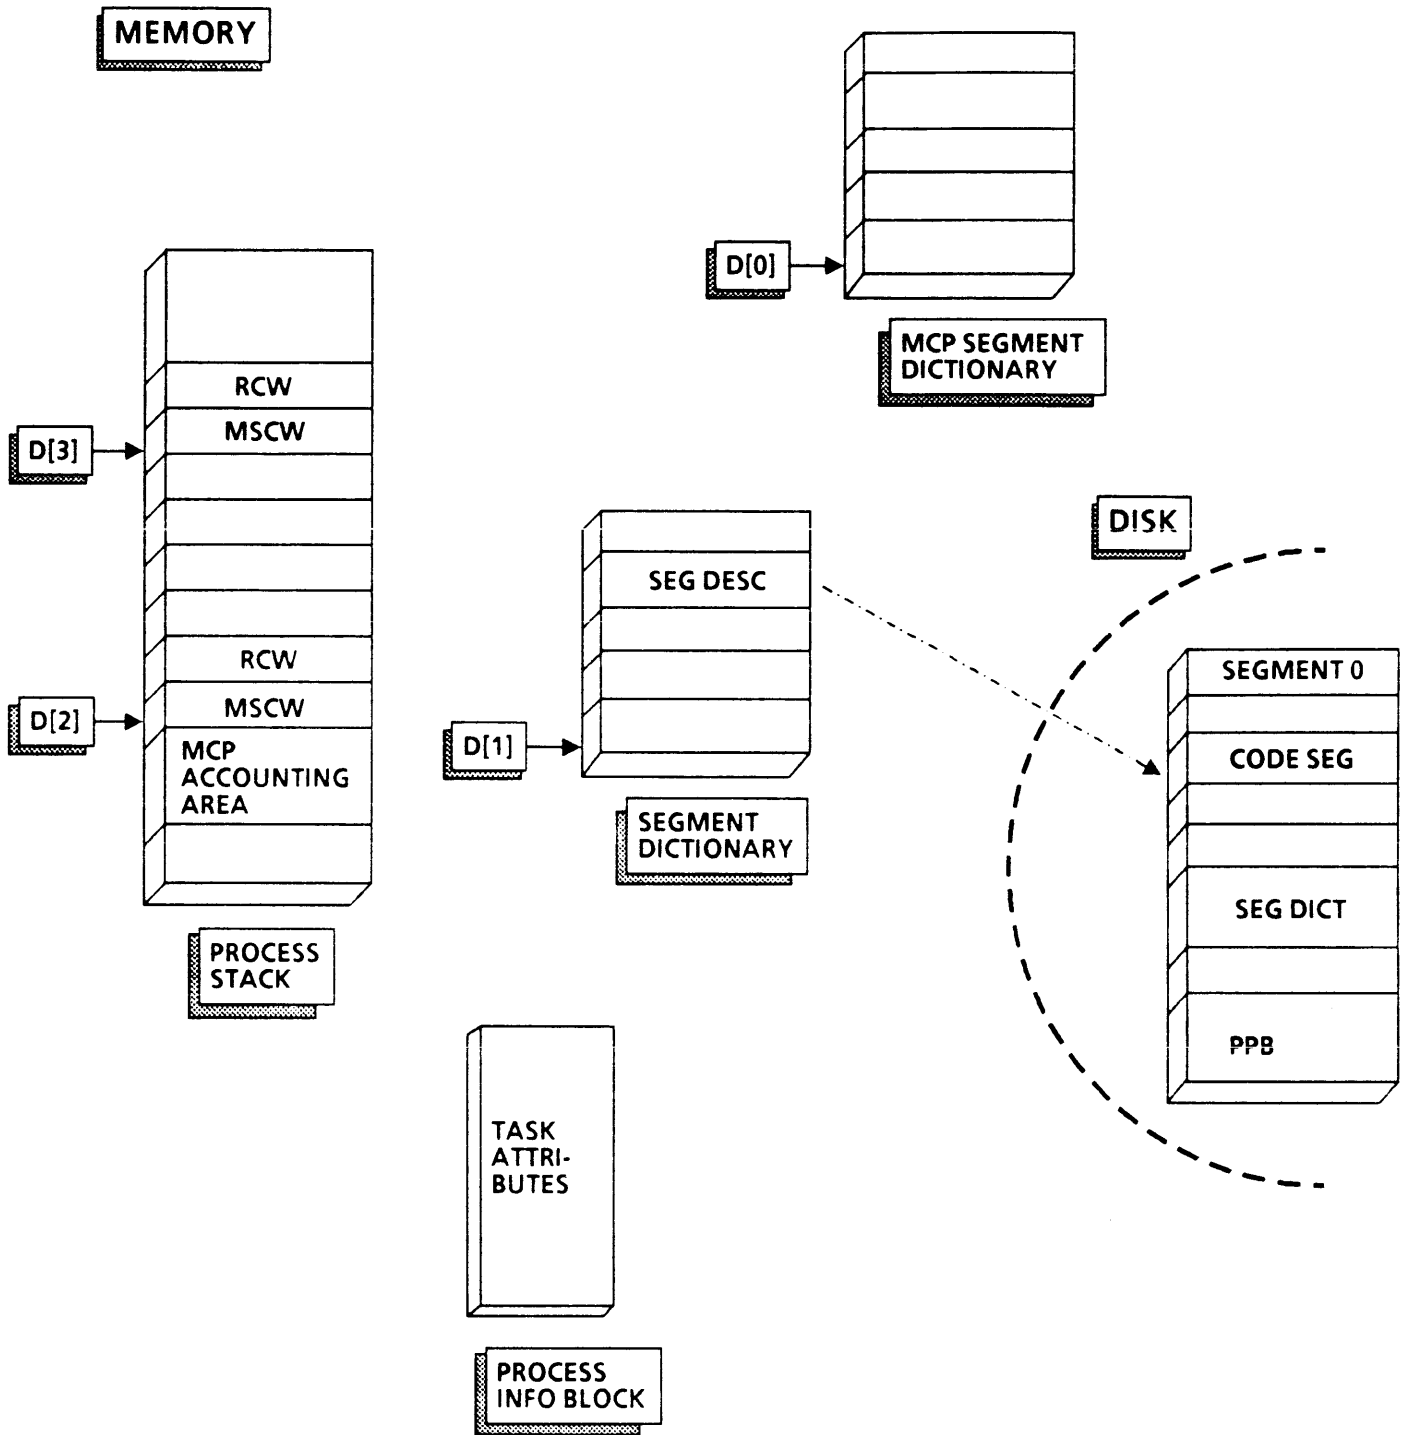 MEMORY
D[0]
MCP SEGMENT
DICTIONARY
RCW
MSCW
D[3]
DISK
SEG DESC
RCW
MSCW
D[2]
MCP
ACCOUNTING
AREA
D[1]
SEGMENT
DICTIONARY
SEGMENT 0
CODE SEG
SEG DICT
PPB
PROCESS
STACK
TASK
ATTRI-
BUTES
PROCESS
INFO BLOCK